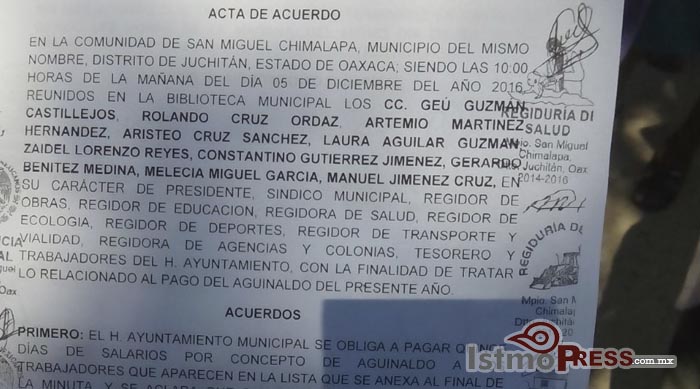 ACTA DE ACUERDO
EN LA COMUNIDAD DE SAN MIGUEL CHIMALAPA, MUNICIPIO DEL MISMO
NOMBRE, DISTRITO DE JUCHITÁN, ESTADO DE OAXACA; SIENDO LAS 10:00
HORAS DE LA MAÑANA DEL DÍA 05 DE DICIEMBRE DEL AÑO 2016
REUNIDOS EN LA BIBLIOTECA MUNICIPAL LOS CC. GEÚ GUZMÁN
CASTILLEJOS, ROLANDO CRUZ ORDAZ, ARTEMIO MARTINEZ
HERNANDEZ, ARISTEO CRUZ SANCHEZ, LAURA AGUILAR GUZMAN
ZAIDEL LORENZO REYES, CONSTANTINO GUTIERREZ JIMENEZ, GERARDO
BENITEZ MEDINA, MELECIA MIGUEL GARCIA, MANUEL JIMENEZ CRUZ, EN
SU CARÁCTER DE PRESIDENTE, SINDICO MUNICIPAL, REGIDOR DE
OBRAS, REGIDOR DE EDUCACION, REGIDORA DE SALUD, REGIDOR DE
ECOLOGIA, REGIDOR DE DEPORTES, REGIDOR DE TRANSPORTE Y
VIALIDAD, REGIDORA DE AGENCIAS Y COLONIAS, TESORERO Y
TRABAJADORES DEL H. AYUNTAMIENTO, CON LA FINALIDAD DE TRATAR
LO RELACIONADO AL PAGO DEL AGUINALDO DEL PRESENTE AÑO.
ACUERDOS
PRIMERO: EL H. AYUNTAMIENTO MUNICIPAL SE OBLIGA A PAGAR
DIAS DE SALARIOS POR CONCEPTO DE AGUINALDO A
TRABAJADORES QUE APARECEN EN LA LISTA QUE SE ANEXA AL FINAL DE
LA MINUTA, Y SE ACLARA
REGIDURÍA DE
SALUD
Mpio. San Miguel
Chimalapa,
Dtto. Juchitán, Oax
2014-2016
REGIDURÍA DE
Mpio. San M
Chimalapa
IstmoPress.com.mx